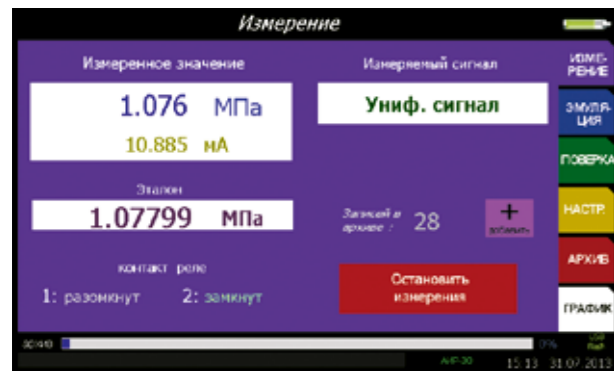 Измерение
Измеренное значение
Измеряемый сигнал
1.076 МПа
10.885 мА
Униф. сигнал
Эталон
1.07799 МПа
Записей в архиве : 28
+
добавить
контакт реле
1: разомкнут 2: замкнут
Остановить
измерения
ИЗМЕ-
РЕНИЕ
ЭМУЛЯ-
ЦИЯ
ПОВЕРКА
НАСТР.
АРХИВ
ГРАФИК
архив
0%
15:13 31.07.2013